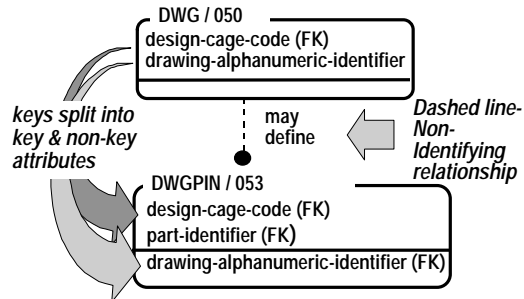 DWG / 050
design-cage-code (FK)
drawing-alphanumeric-identifier
keys split into
key & non-key
attributes
may
define
Dashed line-
Non-
Identifying
relationship
DWGPIN / 053
design-cage-code (FK)
part-identifier (FK)
drawing-alphanumeric-identifier (FK)